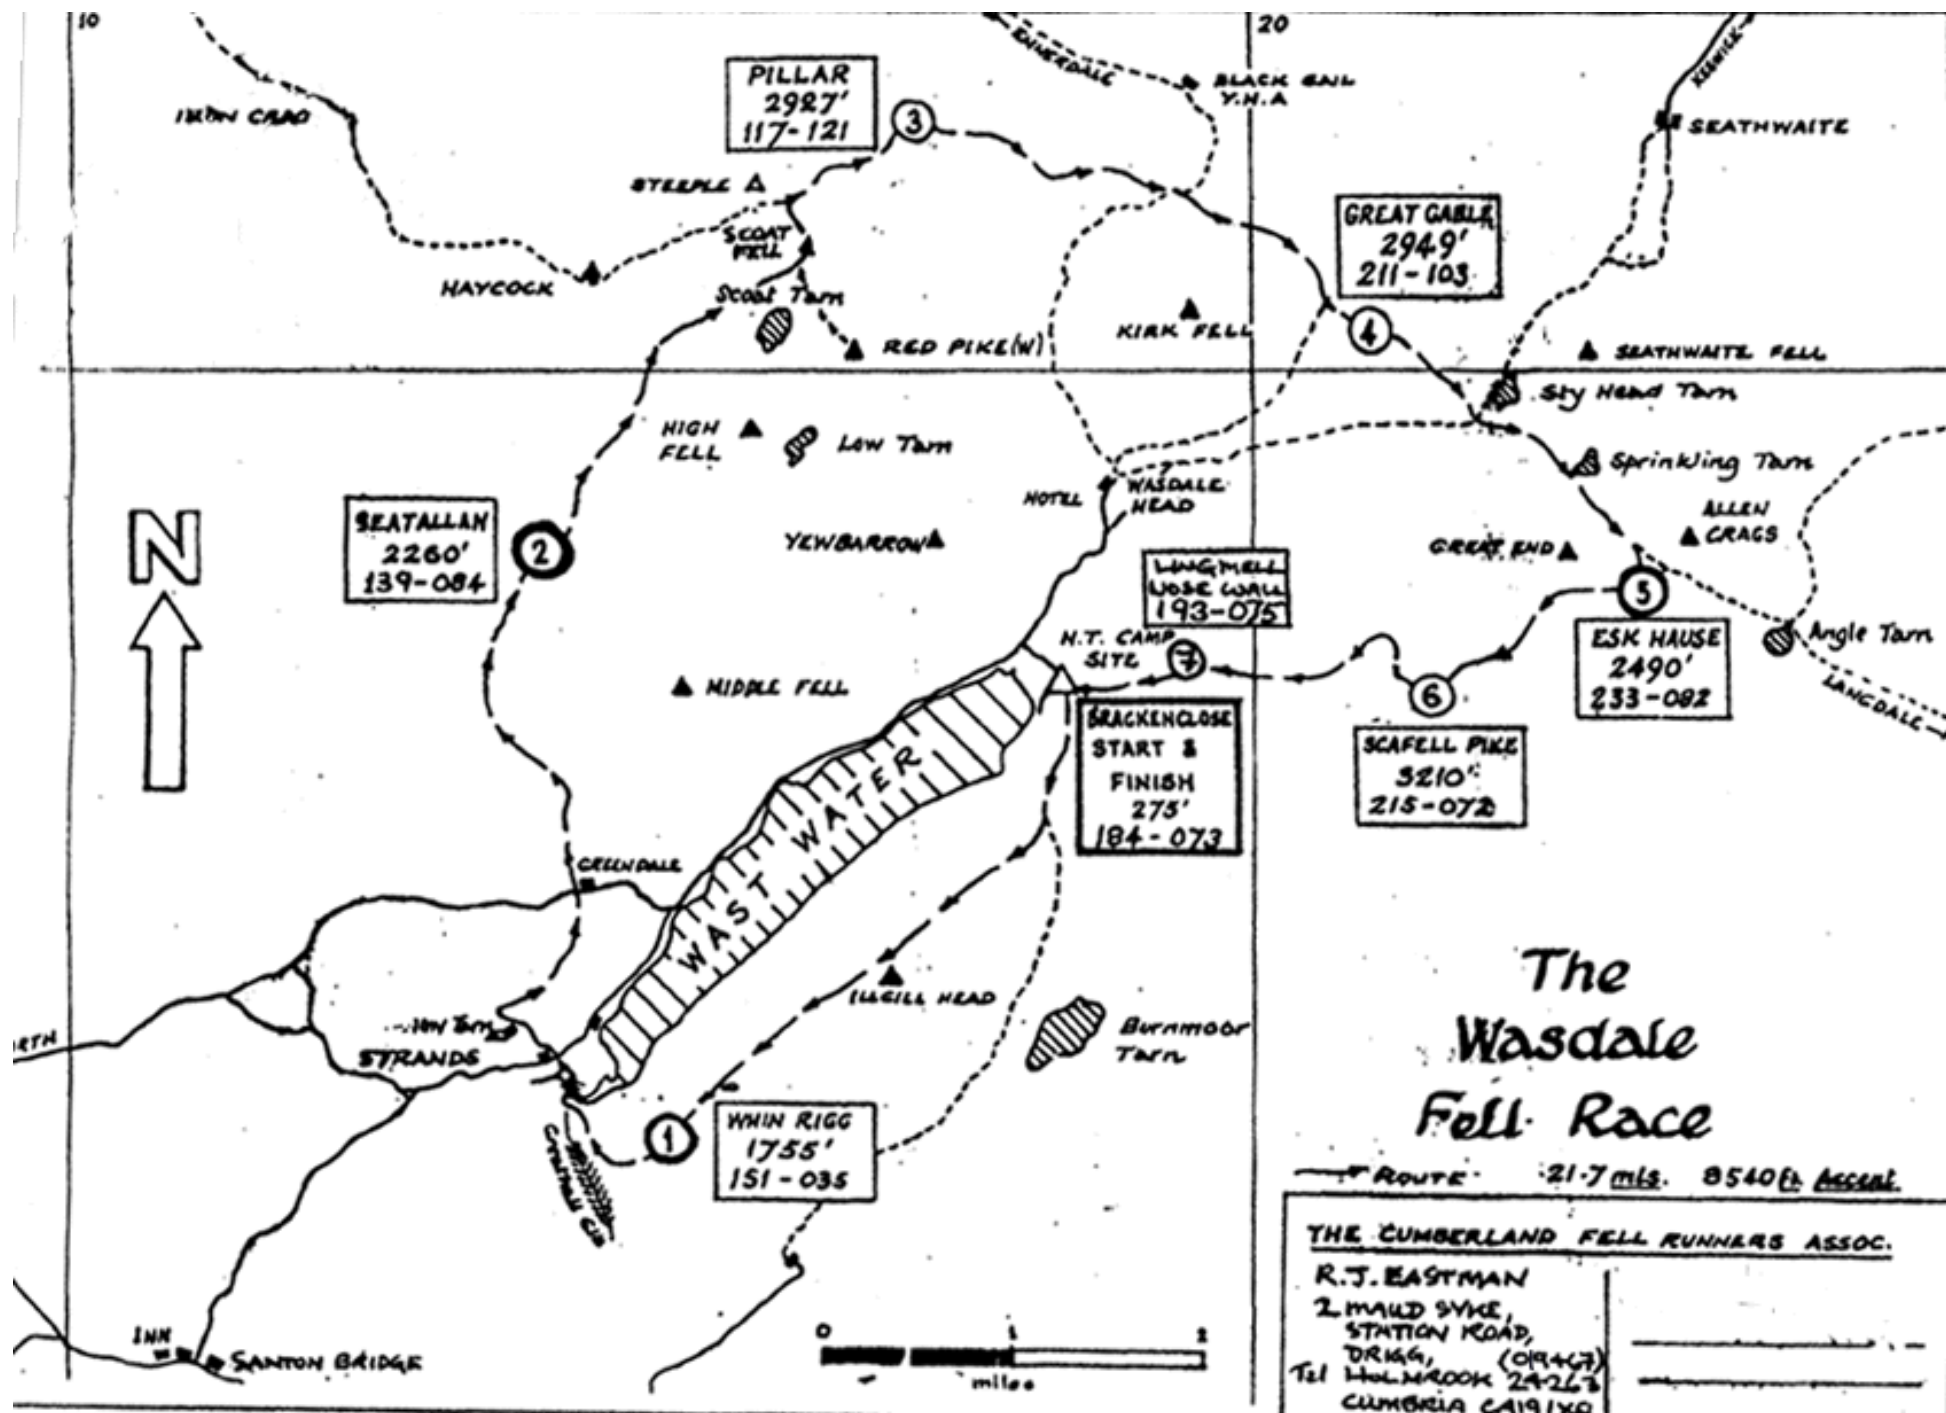 10
20
ENNERDALE
KESWICK
BLACK SAIL
Y.H.A
PILLAR
2927'
117-121
3
IRON CRAG
SEATHWAITE
STEEPLE
GREAT GABLE
2949'
211-103
SCOAT
FELL
HAYCOCK
Scoat Tarn
KIRK FELL
4
RED PIKE (W)
SEATHWAITE FELL
Sty Head Tarn
HIGH
FELL
Low Tarn
Sprinkling Tarn
HOTEL
WASDALE
HEAD
ALLEN
CRAGS
N
SEATALLAN
2260'
139-084
2
YEWBARROW
GREAT END
LINGMELL
NOSE WALL
193-075
5
N.T. CAMP
SITE
7
ESK HAUSE
2490'
233-082
Angle Tarn
LANGDALE
MIDDLE FELL
6
BRACKENCLOSE
START &
FINISH
275'
184-073
SCAFELL PIKE
3210'
215-072
WAST WATER
GREENDALE
ILLGILL HEAD
Burnmoor
Tarn
STRANDS
RTH
1
WHIN RIGG
1755'
151-035
The
Wasdale
Fell Race
ROUTE 21.7 mls. 8540 ft Accent.
THE CUMBERLAND FELL RUNNERS ASSOC.
R.J. EASTMAN
2 MAUD SYKE,
STATION ROAD,
DRIGG, (019467)
Tel HOLMROOK 24263
CUMBRIA
INN
SANTON BRIDGE
0 1 2
miles